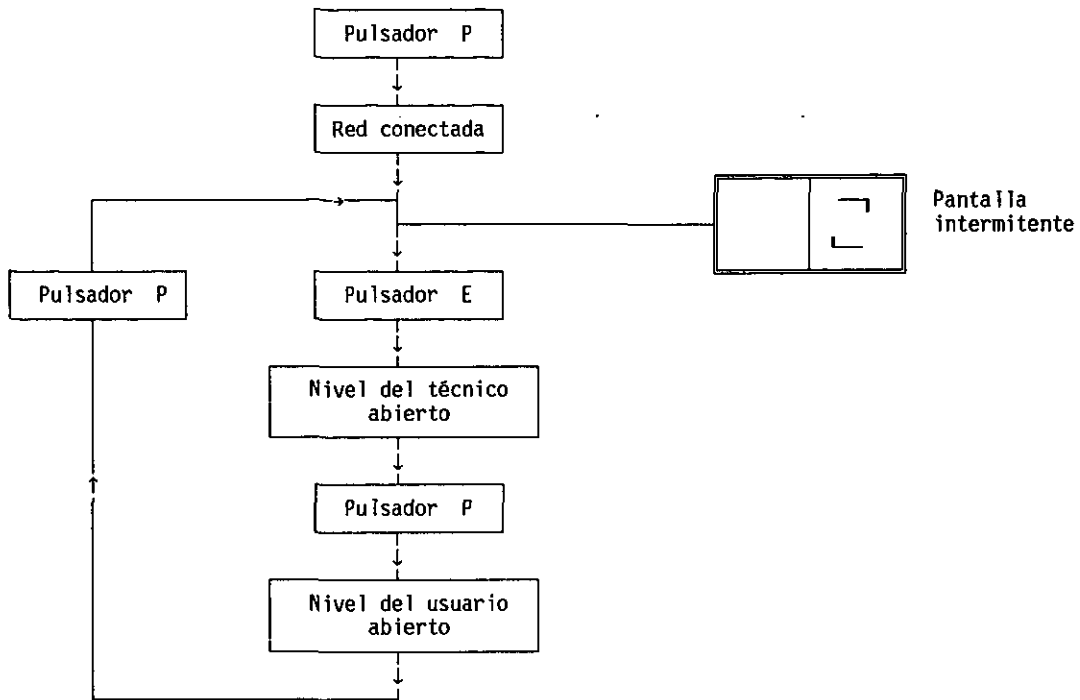 Pulsador P
Red conectada
Pantalla
intermitente
Pulsador P
Pulsador E
Nivel del técnico
abierto
Pulsador P
Nivel del usuario
abierto